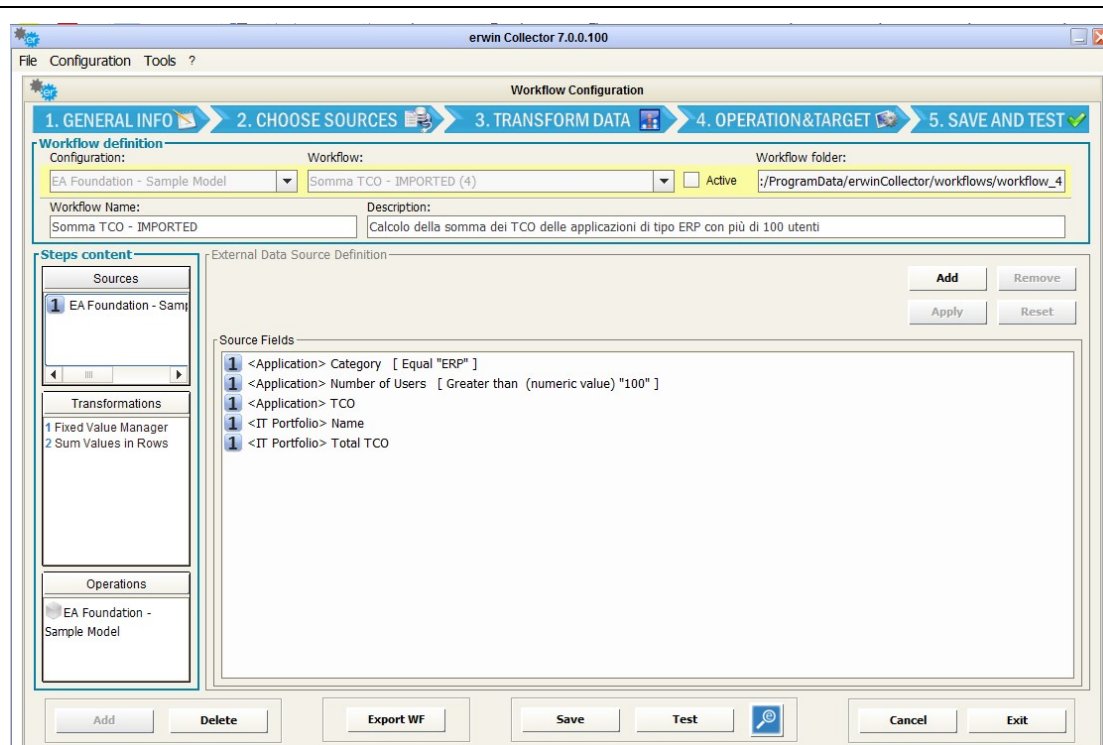 erwin Collector 7.0.0.100
File Configuration Tools ?
Workflow Configuration
1. GENERAL INFO 2. CHOOSE SOURCES 3. TRANSFORM DATA 4. OPERATION&TARGET 5. SAVE AND TEST
Workflow definition
Configuration: Workflow: Workflow folder:
EA Foundation - Sample Model Somma TCO - IMPORTED (4) Active :/ProgramData/erwinCollector/workflows/workflow_4
Workflow Name: Description:
Somma TCO - IMPORTED Calcolo della somma dei TCO delle applicazioni di tipo ERP con più di 100 utenti
Steps content External Data Source Definition
Sources Add Remove
1 EA Foundation - Samp
Apply Reset
Source Fields
1 <Application> Category [ Equal "ERP" ]
1 <Application> Number of Users [ Greater than (numeric value) "100" ]
1 <Application> TCO
1 <IT Portfolio> Name
1 <IT Portfolio> Total TCO
Transformations
1 Fixed Value Manager
2 Sum Values in Rows
Operations
EA Foundation -
Sample Model
Add Delete Export WF Save Test Cancel Exit